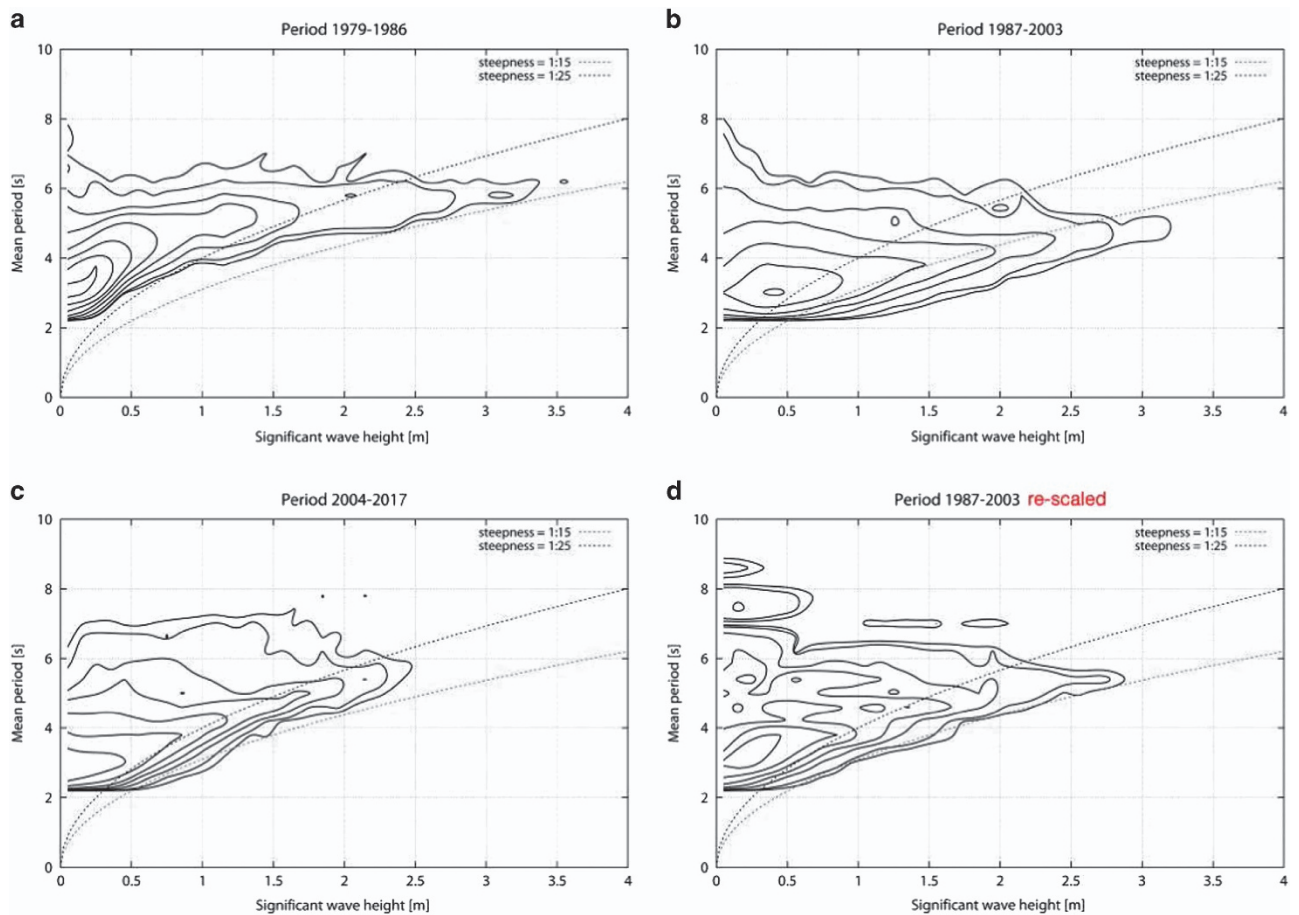 a
Period 1979-1986
steepness = 1:15
steepness = 1:25
10
8
6
4
2
0
Mean period [s]
0 0.5 1 1.5 2 2.5 3 3.5 4
Significant wave height [m]
b
Period 1987-2003
steepness = 1:15
steepness = 1:25
10
8
6
4
2
0
Mean period [s]
0 0.5 1 1.5 2 2.5 3 3.5 4
Significant wave height [m]
c
Period 2004-2017
steepness = 1:15
steepness = 1:25
10
8
6
4
2
0
Mean period [s]
0 0.5 1 1.5 2 2.5 3 3.5 4
Significant wave height [m]
d
Period 1987-2003 re-scaled
steepness = 1:15
steepness = 1:25
10
8
6
4
2
0
Mean period [s]
0 0.5 1 1.5 2 2.5 3 3.5 4
Significant wave height [m]